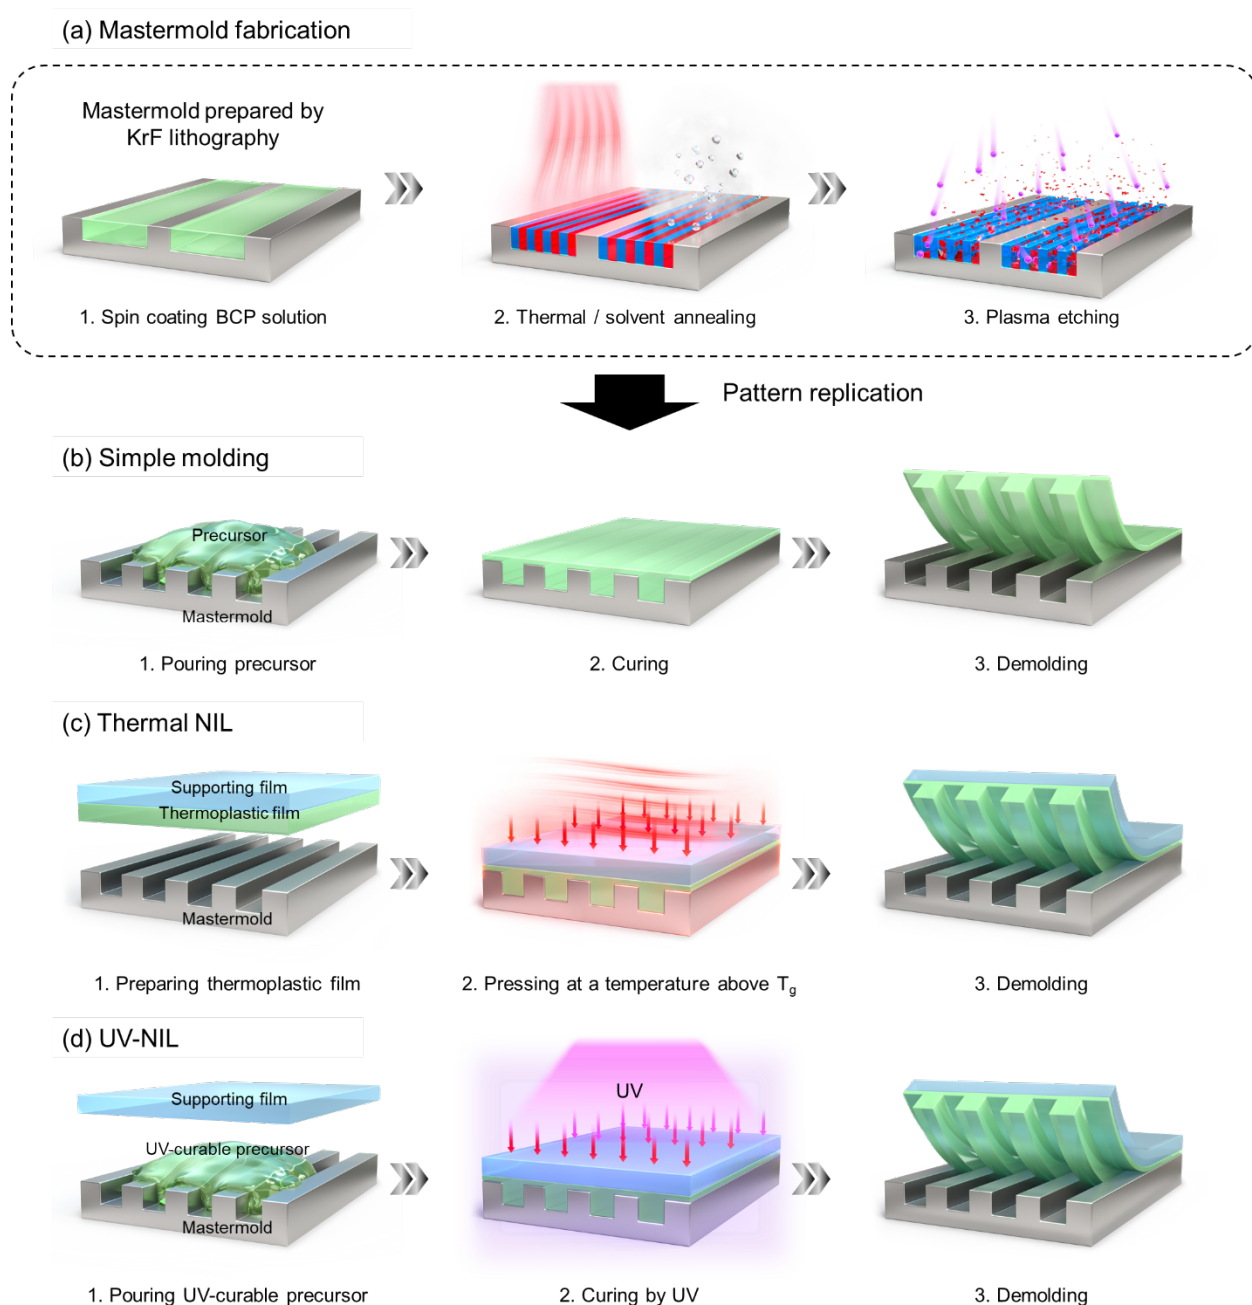 (a) Mastermold fabrication
Mastermold prepared by
KrF lithography
1. Spin coating BCP solution
2. Thermal / solvent annealing
3. Plasma etching
Pattern replication
(b) Simple molding
Precursor
Mastermold
1. Pouring precursor
2. Curing
3. Demolding
(c) Thermal NIL
Supporting film
Thermoplastic film
Mastermold
1. Preparing thermoplastic film
2. Pressing at a temperature above Tg
3. Demolding
(d) UV-NIL
Supporting film
UV-curable precursor
Mastermold
UV
1. Pouring UV-curable precursor
2. Curing by UV
3. Demolding